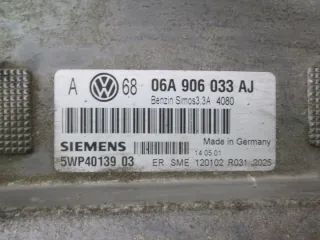 A VW 68 06A 906 033 AJ
Benzin Simos3.3A 4080
Made in Germany
SIEMENS 14.05.01
5WP40139 03 ER SME 120102 R031 2025